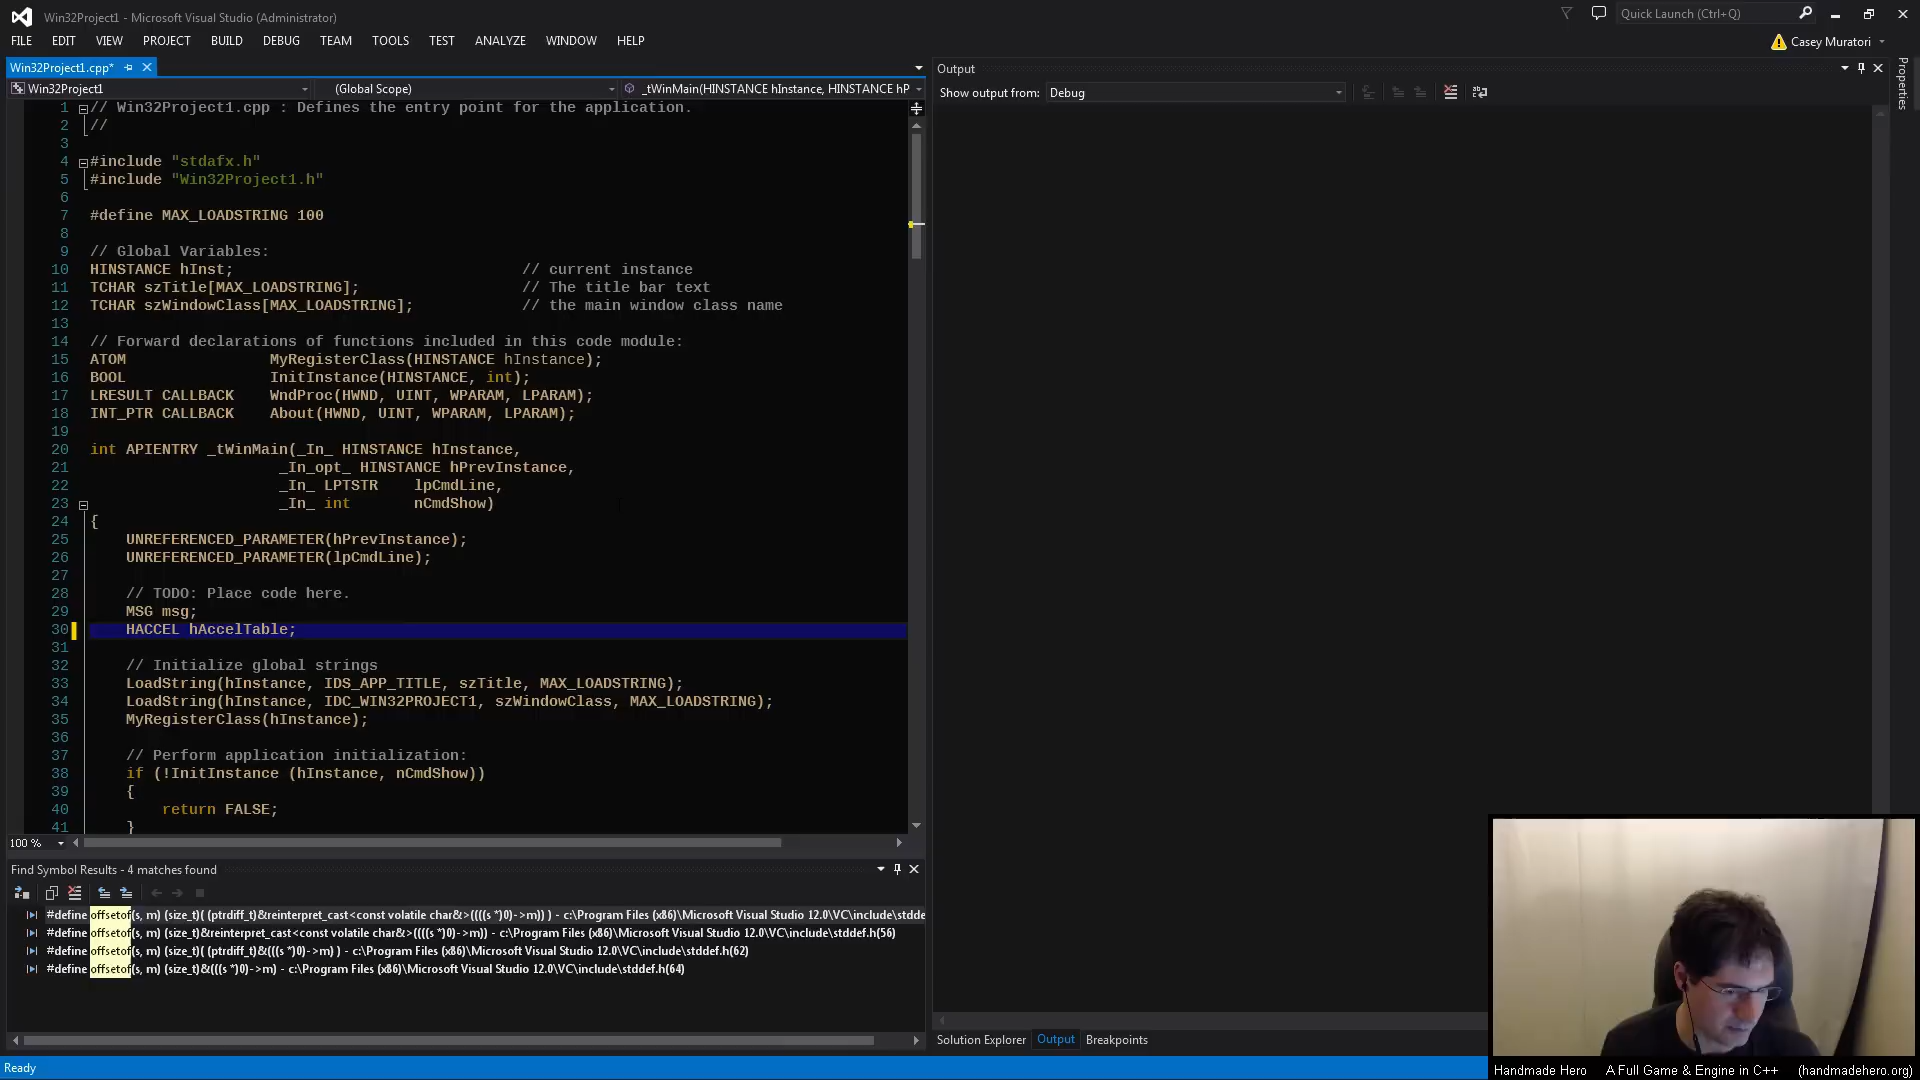 Win32Project1 - Microsoft Visual Studio (Administrator)
Quick Launch (Ctrl+Q)
FILE EDIT VIEW PROJECT BUILD DEBUG TEAM TOOLS TEST ANALYZE WINDOW HELP
Casey Muratori
Win32Project1.cpp*
Win32Project1
(Global Scope)
_tWinMain(HINSTANCE hInstance, HINSTANCE hP
1 // Win32Project1.cpp : Defines the entry point for the application.
2 //
3
4 #include "stdafx.h"
5 #include "Win32Project1.h"
6
7 #define MAX_LOADSTRING 100
8
9 // Global Variables:
10 HINSTANCE hInst; // current instance
11 TCHAR szTitle[MAX_LOADSTRING]; // The title bar text
12 TCHAR szWindowClass[MAX_LOADSTRING]; // the main window class name
13
14 // Forward declarations of functions included in this code module:
15 ATOM MyRegisterClass(HINSTANCE hInstance);
16 BOOL InitInstance(HINSTANCE, int);
17 LRESULT CALLBACK WndProc(HWND, UINT, WPARAM, LPARAM);
18 INT_PTR CALLBACK About(HWND, UINT, WPARAM, LPARAM);
19
20 int APIENTRY _tWinMain(_In_ HINSTANCE hInstance,
21 _In_opt_ HINSTANCE hPrevInstance,
22 _In_ LPTSTR lpCmdLine,
23 _In_ int nCmdShow)
24 {
25 UNREFERENCED_PARAMETER(hPrevInstance);
26 UNREFERENCED_PARAMETER(lpCmdLine);
27
28 // TODO: Place code here.
29 MSG msg;
30 HACCEL hAccelTable;
31
32 // Initialize global strings
33 LoadString(hInstance, IDS_APP_TITLE, szTitle, MAX_LOADSTRING);
34 LoadString(hInstance, IDC_WIN32PROJECT1, szWindowClass, MAX_LOADSTRING);
35 MyRegisterClass(hInstance);
36
37 // Perform application initialization:
38 if (!InitInstance (hInstance, nCmdShow))
39 {
40 return FALSE;
41 }
100 %
Find Symbol Results - 4 matches found
#define offsetof(s, m) (size_t)( (ptrdiff_t)&reinterpret_cast<const volatile char&>((((s *)0)->m)) ) - c:\Program Files (x86)\Microsoft Visual Studio 12.0\VC\include\stdde
#define offsetof(s, m) (size_t)&reinterpret_cast<const volatile char&>((((s *)0)->m)) - c:\Program Files (x86)\Microsoft Visual Studio 12.0\VC\include\stddef.h(56)
#define offsetof(s, m) (size_t)( (ptrdiff_t)&(((s *)0)->m) ) - c:\Program Files (x86)\Microsoft Visual Studio 12.0\VC\include\stddef.h(62)
#define offsetof(s, m) (size_t)&(((s *)0)->m) - c:\Program Files (x86)\Microsoft Visual Studio 12.0\VC\include\stddef.h(64)
Output
Show output from: Debug
Properties
Solution Explorer Output Breakpoints
Ready
Handmade Hero A Full Game & Engine in C++ (handmadehero.org)